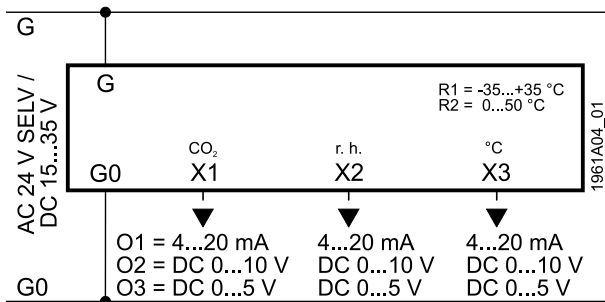 G
AC 24 V SELV /
DC 15...35 V
G
R1 = -35...+35 °C
R2 = 0...50 °C
CO₂ r. h. °C
G0 X1 X2 X3
1961A04_01
O1 = 4...20 mA 4...20 mA 4...20 mA
O2 = DC 0...10 V DC 0...10 V DC 0...10 V
O3 = DC 0...5 V DC 0...5 V DC 0...5 V
G0